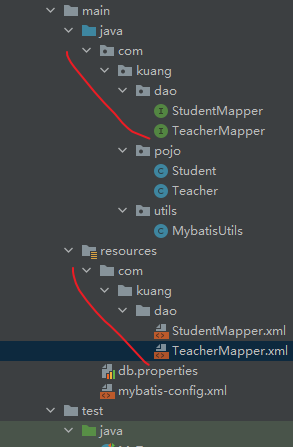 main
java
com
kuang
dao
StudentMapper
TeacherMapper
pojo
Student
Teacher
utils
MybatisUtils
resources
com
kuang
dao
StudentMapper.xml
TeacherMapper.xml
db.properties
mybatis-config.xml
test
java